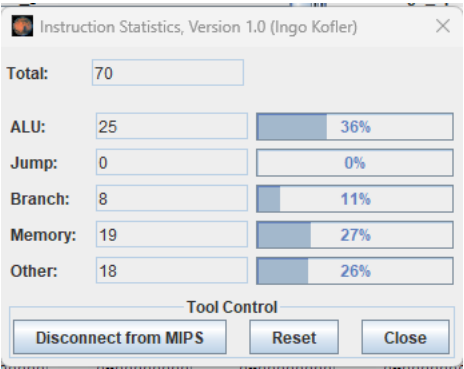 Instruction Statistics, Version 1.0 (Ingo Kofler)
Total: 70
ALU: 25 36%
Jump: 0 0%
Branch: 8 11%
Memory: 19 27%
Other: 18 26%
Tool Control
Disconnect from MIPS Reset Close